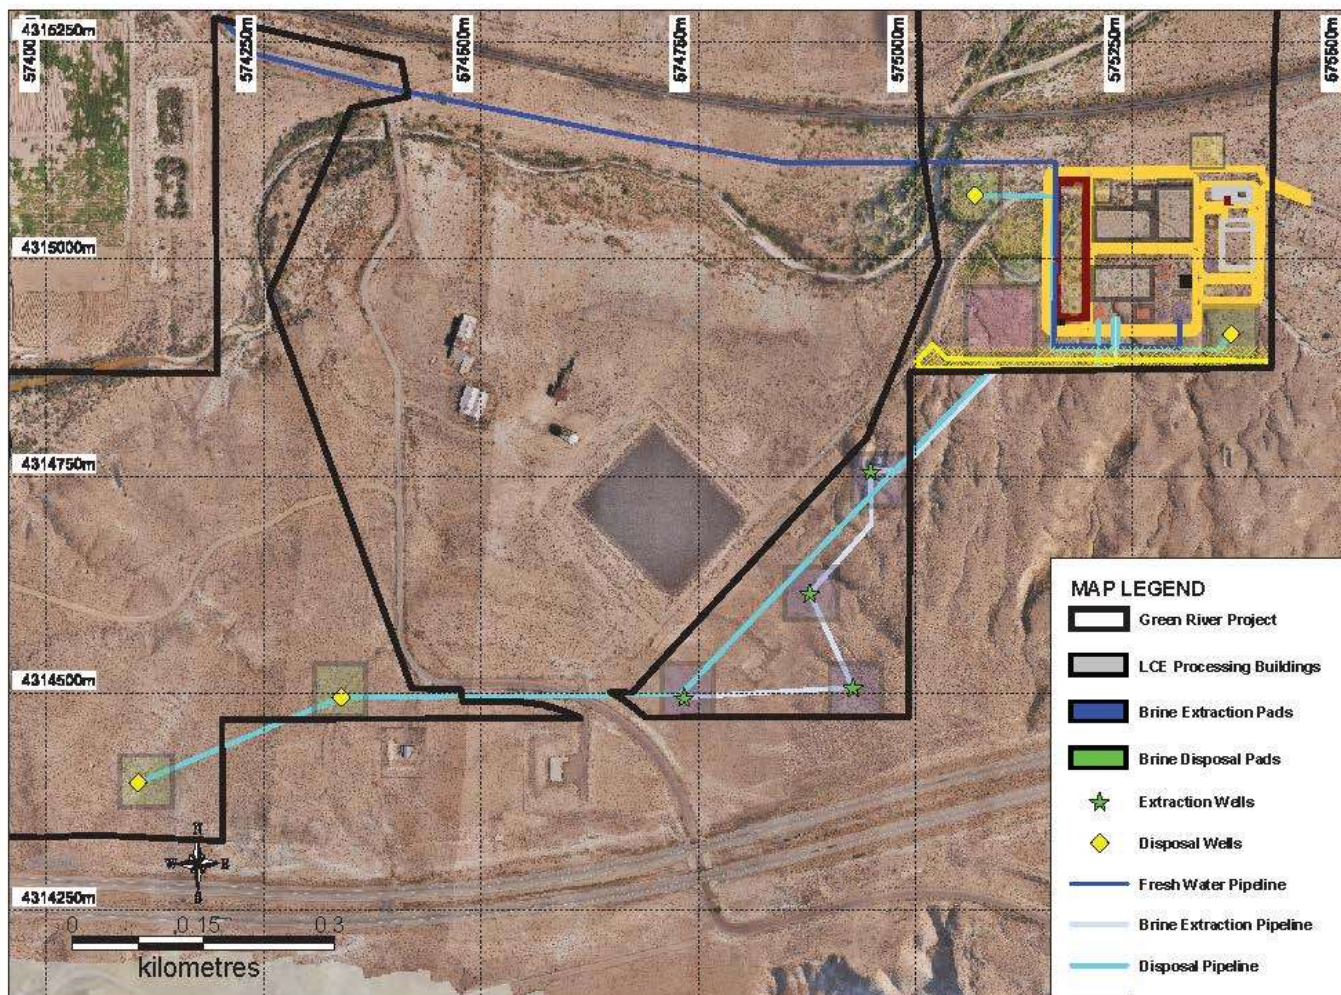 4315250m
574000
574250m
574500m
574750m
575000m
575250m
575500m
4315000m
4314750m
4314500m
4314250m
N
W
E
S
0
0.15
0.3
kilometres
MAP LEGEND
Green River Project
LCE Processing Buildings
Brine Extraction Pads
Brine Disposal Pads
Extraction Wells
Disposal Wells
Fresh Water Pipeline
Brine Extraction Pipeline
Disposal Pipeline